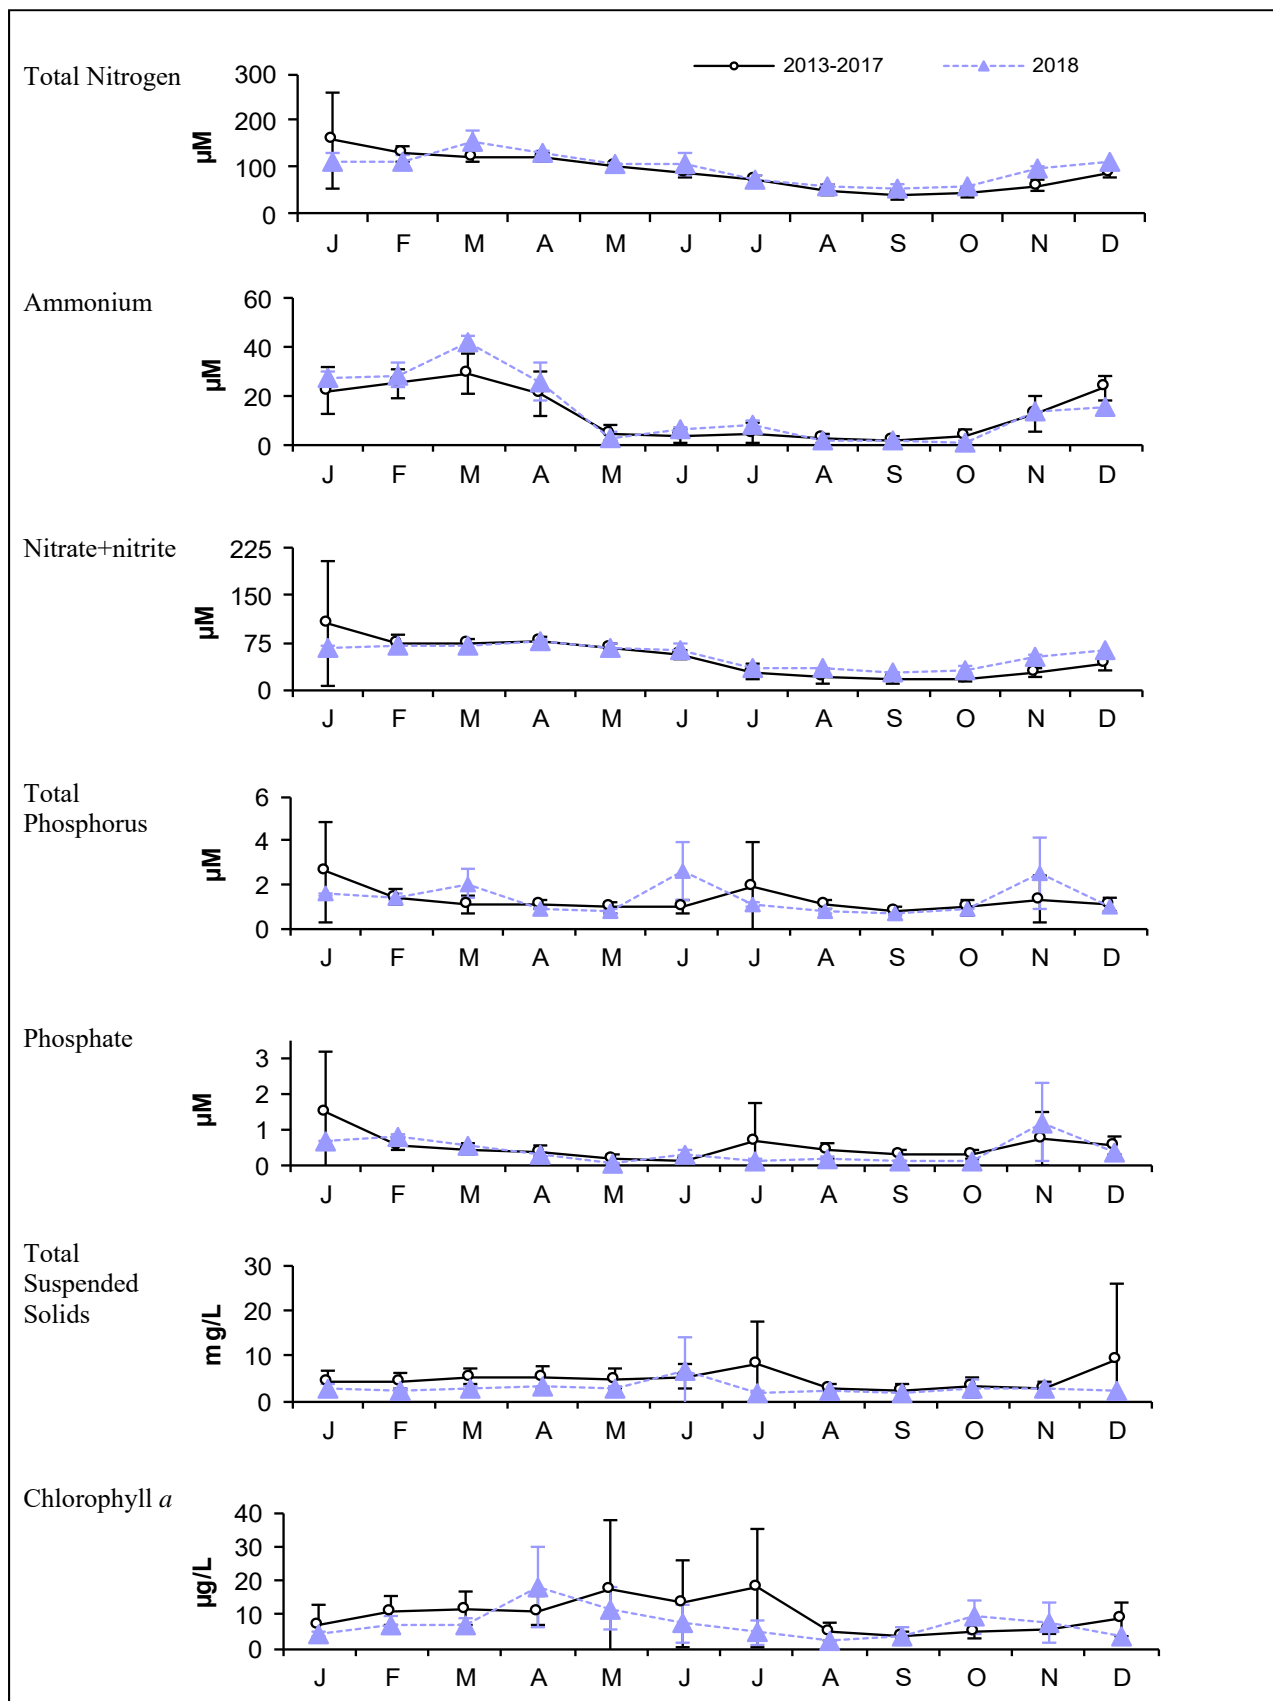 2013-2017 2018
Total Nitrogen
µM
300
200
100
0
J F M A M J J A S O N D
Ammonium
µM
60
40
20
0
J F M A M J J A S O N D
Nitrate+nitrite
µM
225
150
75
0
J F M A M J J A S O N D
Total
Phosphorus
µM
6
4
2
0
J F M A M J J A S O N D
Phosphate
µM
3
2
1
0
J F M A M J J A S O N D
Total
Suspended
Solids
mg/L
30
20
10
0
J F M A M J J A S O N D
Chlorophyll a
µg/L
40
30
20
10
0
J F M A M J J A S O N D